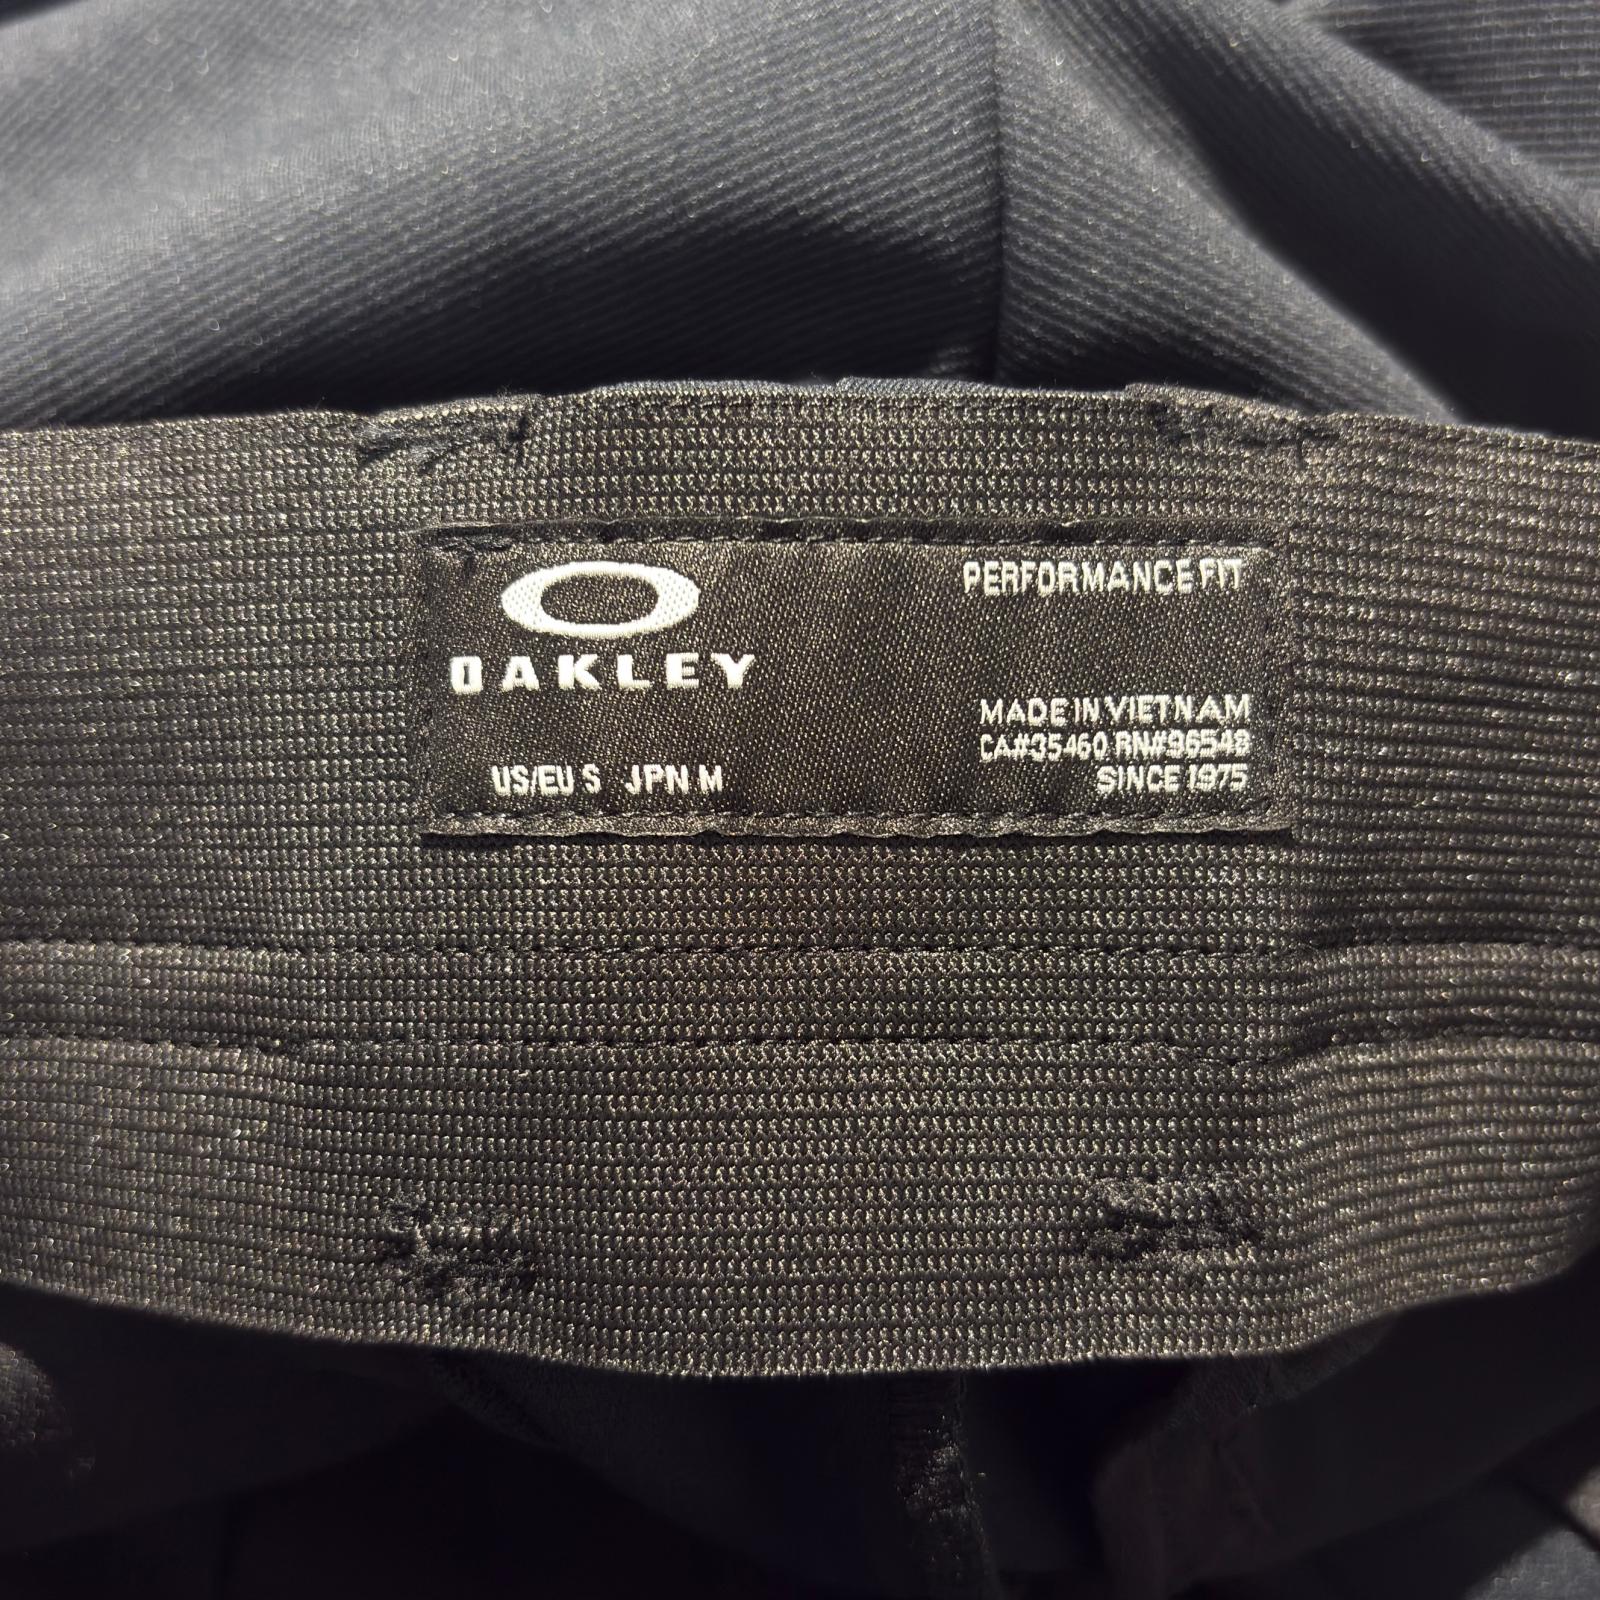 OAKLEY
PERFORMANCE FIT
US/EU S JPN M
MADE IN VIETNAM
CA#35460 RN#96548
SINCE 1975